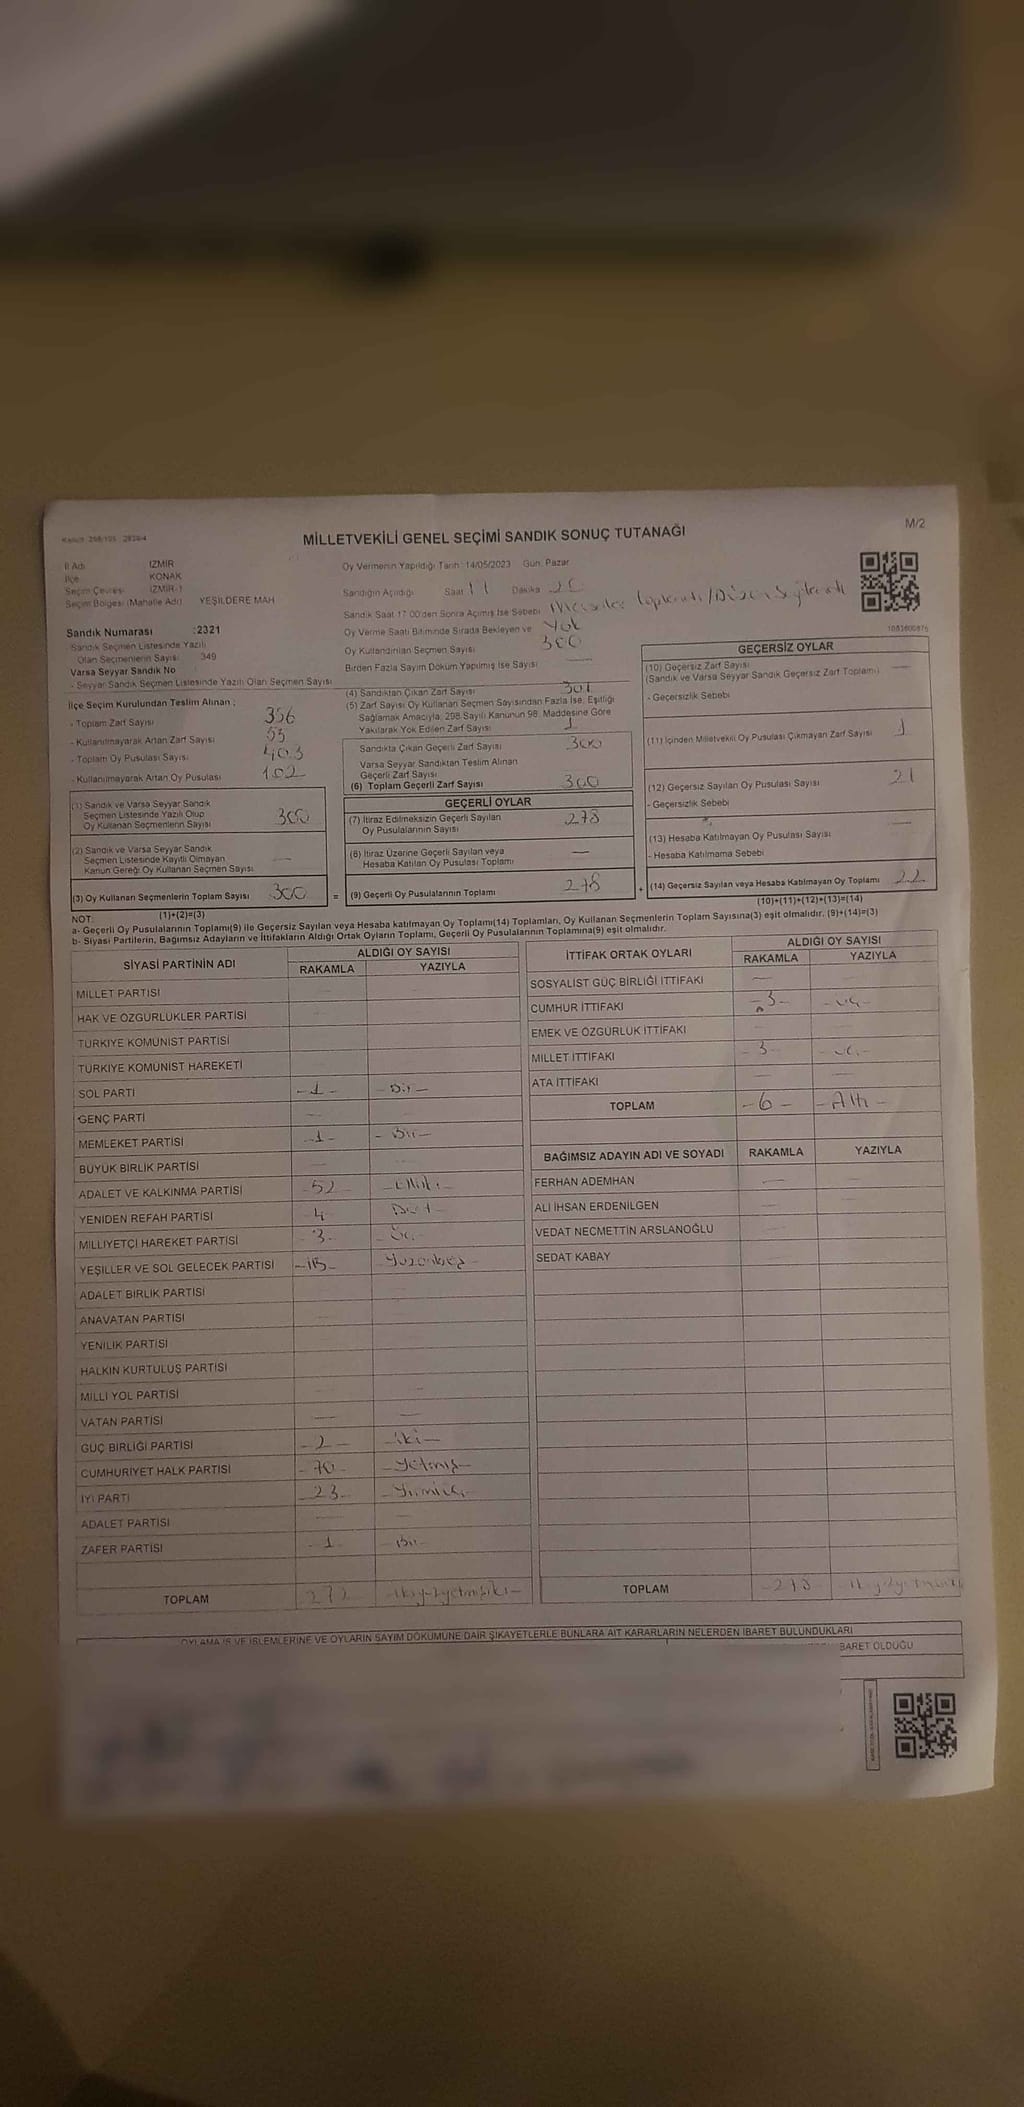 M/2
MİLLETVEKİLİ GENEL SEÇİMİ SANDIK SONUÇ TUTANAĞI
İl Adı İZMİR
İlçe KONAK
Seçim Çevresi İZMİR-1
Seçim Bölgesi (Mahalle Adı) YEŞİLDERE MAH
Oy Vermenin Yapıldığı Tarih :14/05/2023 Gün: Pazar
Sandığın Açıldığı Saat Dakika
Sandık Saat 17:00'den Sonra Açılmış İse Sebebi
Oy Verme Saati Bitiminde Sırada Bekleyen ve Yok
Oy Kullandırılan Seçmen Sayısı 300
Birden Fazla Sayım Döküm Yapılmış İse Sayısı —
Sandık Numarası :2321
Sandık Seçmen Listesinde Yazılı
Olan Seçmenlerin Sayısı 349
Varsa Seyyar Sandık No
- Seyyar Sandık Seçmen Listesinde Yazılı Olan Seçmen Sayısı
İlçe Seçim Kurulundan Teslim Alınan ;
- Toplam Zarf Sayısı 356
- Kullanılmayarak Artan Zarf Sayısı 55
- Toplam Oy Pusulası Sayısı 403
- Kullanılmayarak Artan Oy Pusulası 102
(1) Sandık ve Varsa Seyyar Sandık
Seçmen Listesinde Yazılı Olup
Oy Kullanan Seçmenlerin Sayısı 300
(2) Sandık ve Varsa Seyyar Sandık
Seçmen Listesinde Kayıtlı Olmayan
Kanun Gereği Oy Kullanan Seçmen Sayısı —
(3) Oy Kullanan Seçmenlerin Toplam Sayısı 300 =
(1)+(2)=(3)
(4) Sandıktan Çıkan Zarf Sayısı 301
(5) Zarf Sayısı Oy Kullanan Seçmen Sayısından Fazla İse, Eşitliği
Sağlamak Amacıyla, 298 Sayılı Kanunun 98. Maddesine Göre
Yakılarak Yok Edilen Zarf Sayısı 1
Sandıkta Çıkan Geçerli Zarf Sayısı 300
Varsa Seyyar Sandıktan Teslim Alınan
Geçerli Zarf Sayısı
(6) Toplam Geçerli Zarf Sayısı 300
GEÇERLİ OYLAR
(7) İtiraz Edilmeksizin Geçerli Sayılan
Oy Pusulalarının Sayısı 278
(8) İtiraz Üzerine Geçerli Sayılan veya
Hesaba Katılan Oy Pusulası Toplamı —
(9) Geçerli Oy Pusulalarının Toplamı 278 +
GEÇERSİZ OYLAR
(10) Geçersiz Zarf Sayısı
(Sandık ve Varsa Seyyar Sandık Geçersiz Zarf Toplamı) —
- Geçersizlik Sebebi
(11) İçinden Milletvekili Oy Pusulası Çıkmayan Zarf Sayısı 1
(12) Geçersiz Sayılan Oy Pusulası Sayısı 21
- Geçersizlik Sebebi
(13) Hesaba Katılmayan Oy Pusulası Sayısı —
- Hesaba Katılmama Sebebi
(14) Geçersiz Sayılan veya Hesaba Katılmayan Oy Toplamı 22
(10)+(11)+(12)+(13)=(14)
NOT:
a- Geçerli Oy Pusulalarının Toplamı(9) ile Geçersiz Sayılan veya Hesaba katılmayan Oy Toplamı(14) Toplamları, Oy Kullanan Seçmenlerin Toplam Sayısına(3) eşit olmalıdır. (9)+(14)=(3)
b- Siyasi Partilerin, Bağımsız Adayların ve İttifakların Aldığı Ortak Oyların Toplamı, Geçerli Oy Pusulalarının Toplamına(9) eşit olmalıdır.
SİYASİ PARTİNİN ADI ALDIĞI OY SAYISI
RAKAMLA YAZIYLA
MİLLET PARTİSİ
HAK VE ÖZGÜRLÜKLER PARTİSİ
TÜRKİYE KOMÜNİST PARTİSİ
TÜRKİYE KOMÜNİST HAREKETİ
SOL PARTİ -1- - Bir -
GENÇ PARTİ —
MEMLEKET PARTİSİ -1- - Bir -
BÜYÜK BİRLİK PARTİSİ
ADALET VE KALKINMA PARTİSİ -52- - Elliiki -
YENİDEN REFAH PARTİSİ 4 Dört -
MİLLİYETÇİ HAREKET PARTİSİ - 3 - - Üç -
YEŞİLLER VE SOL GELECEK PARTİSİ -115- - Yüzonbeş -
ADALET BİRLİK PARTİSİ
ANAVATAN PARTİSİ
YENİLİK PARTİSİ
HALKIN KURTULUŞ PARTİSİ
MİLLİ YOL PARTİSİ
VATAN PARTİSİ —
GÜÇ BİRLİĞİ PARTİSİ - 2 - - iki -
CUMHURİYET HALK PARTİSİ - 70 - - Yetmiş -
İYİ PARTİ - 23 - - Yirmiüç -
ADALET PARTİSİ —
ZAFER PARTİSİ - 1 - - Bir -
TOPLAM - 272 - - ikiyüzyetmişiki -
İTTİFAK ORTAK OYLARI ALDIĞI OY SAYISI
RAKAMLA YAZIYLA
SOSYALİST GÜÇ BİRLİĞİ İTTİFAKI —
CUMHUR İTTİFAKI - 3 - - üç -
EMEK VE ÖZGÜRLÜK İTTİFAKI
MİLLET İTTİFAKI - 3 - - üç -
ATA İTTİFAKI —
TOPLAM - 6 - - Altı -
BAĞIMSIZ ADAYIN ADI VE SOYADI RAKAMLA YAZIYLA
FERHAN ADEMHAN —
ALİ İHSAN ERDENİLGEN
VEDAT NECMETTİN ARSLANOĞLU
SEDAT KABAY
TOPLAM - 278 -
OYLAMA İŞ VE İŞLEMLERİNE VE OYLARIN SAYIM DÖKÜMÜNE DAİR ŞİKAYETLERLE BUNLARA AİT KARARLARIN NELERDEN İBARET BULUNDUKLARI
BARET OLDUĞU